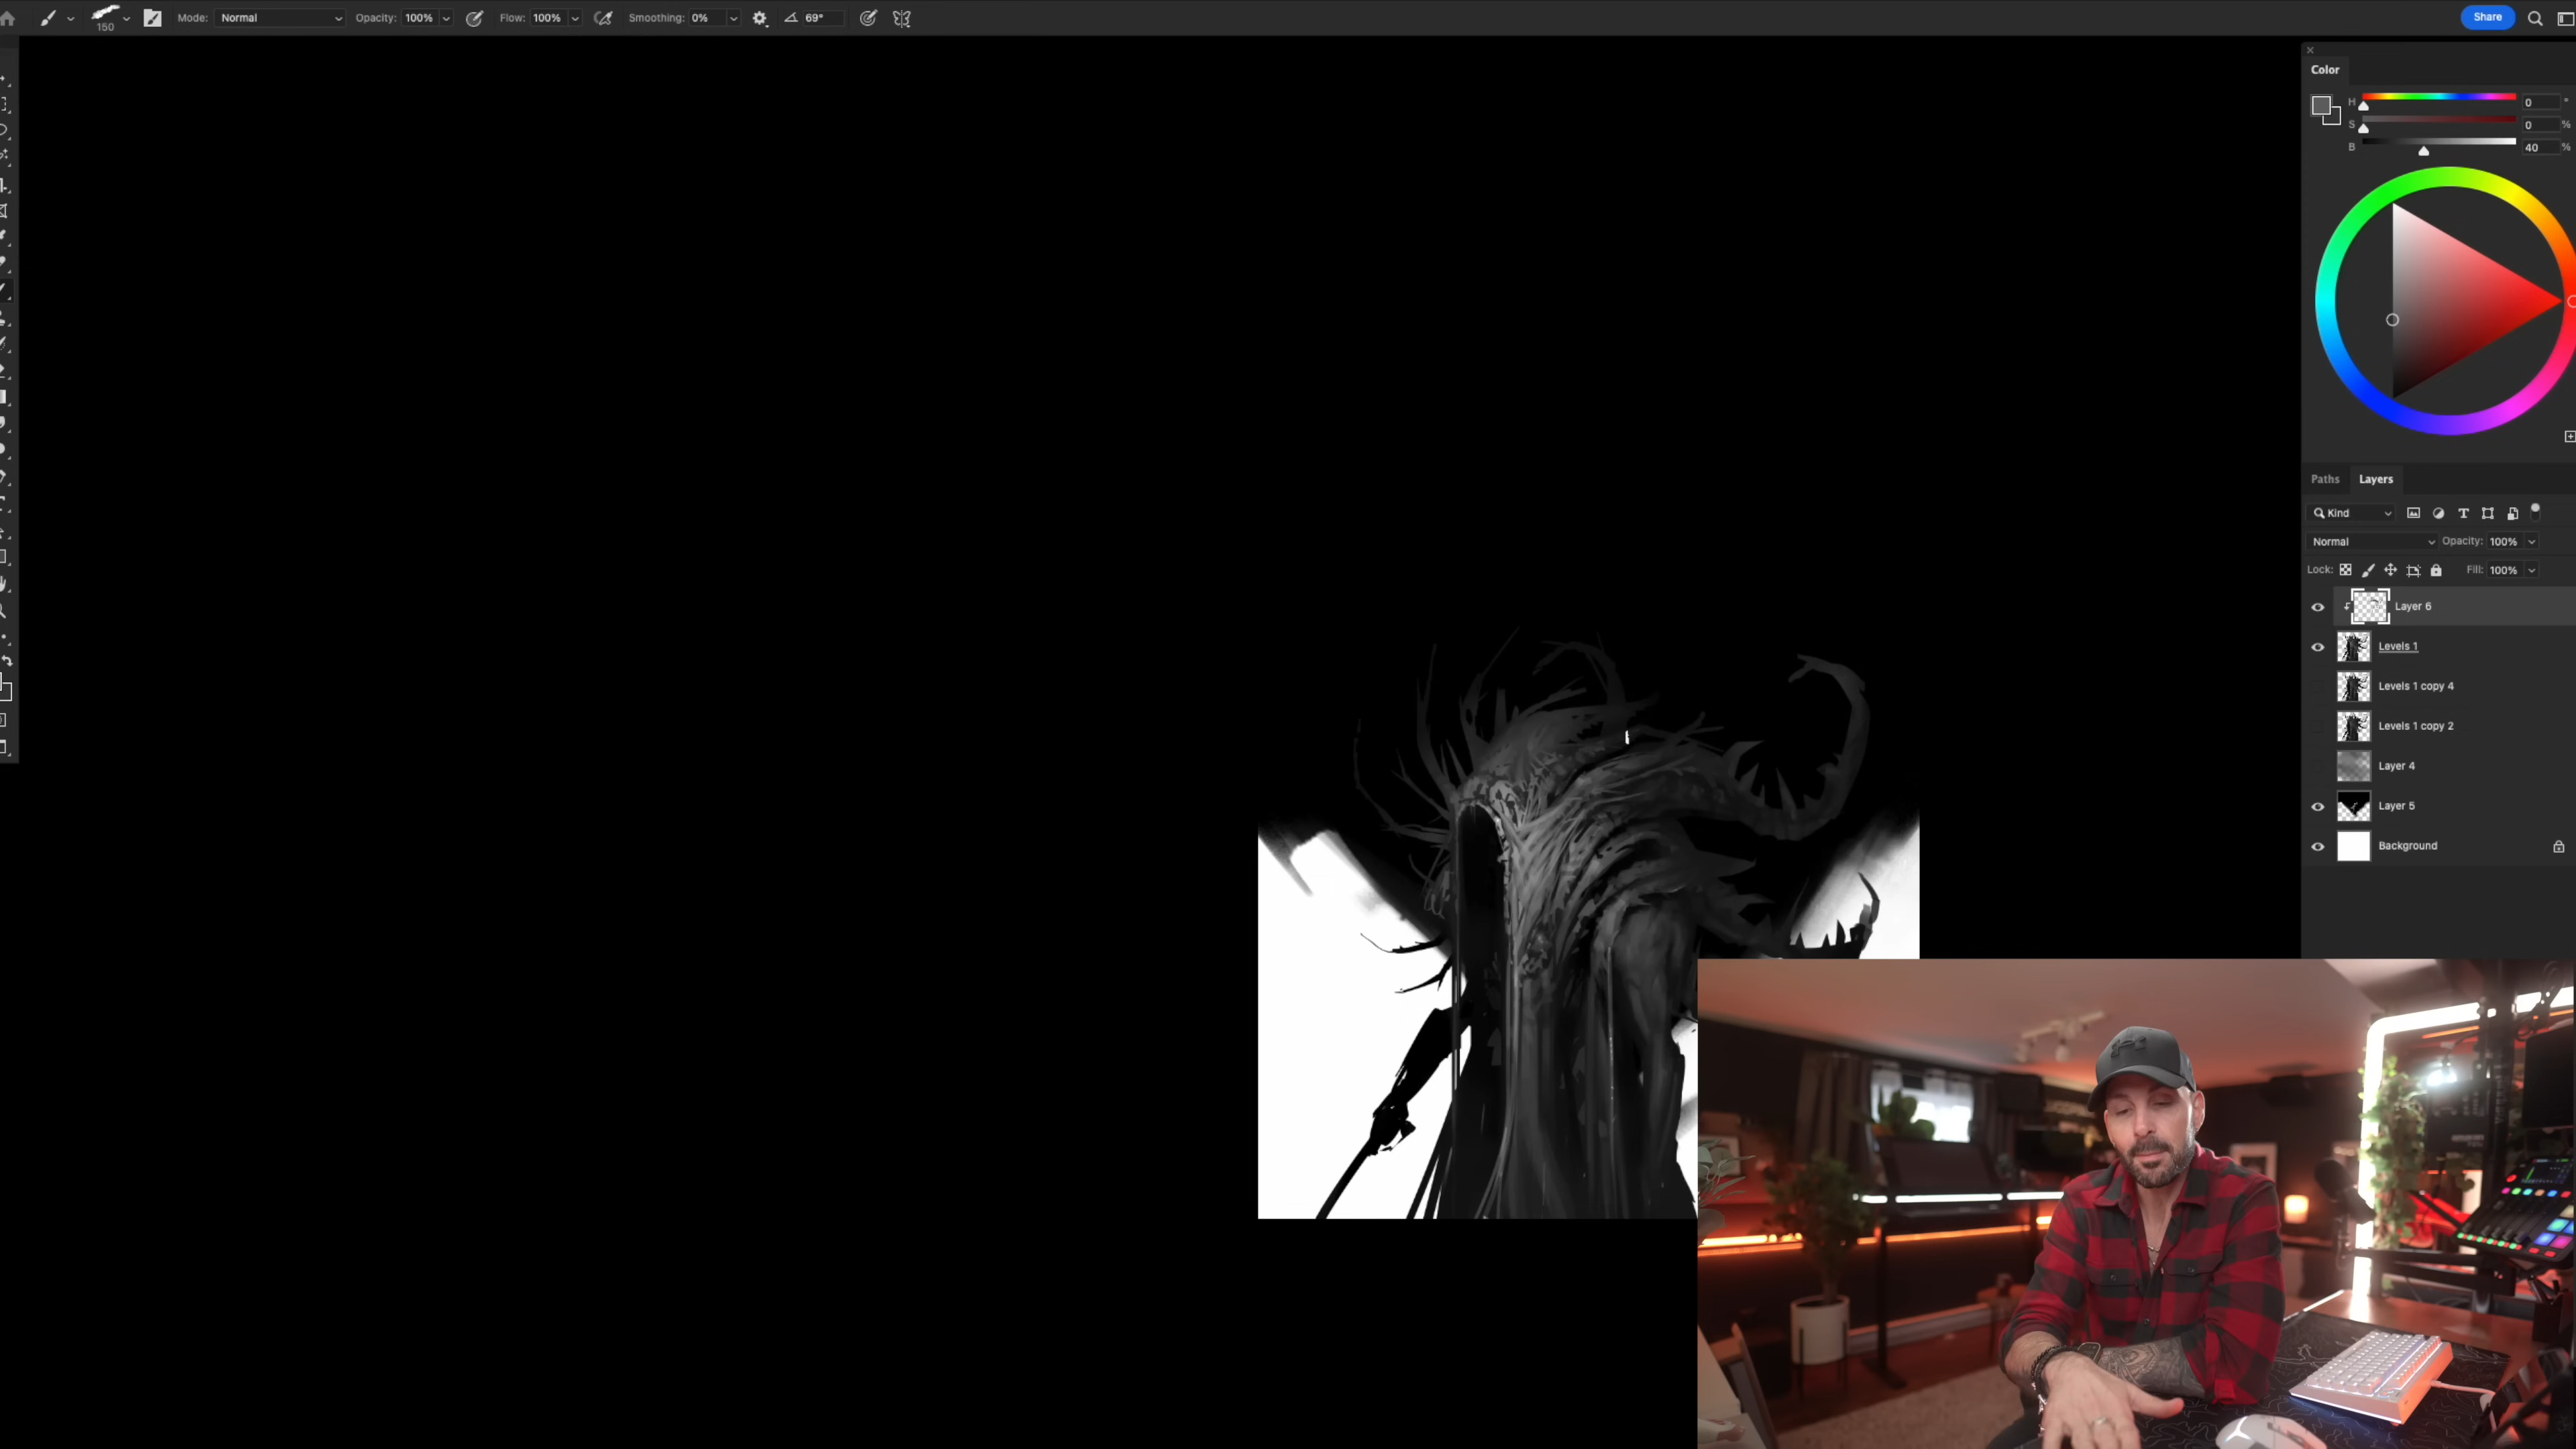 Mode: Normal Opacity: 100% Flow: 100% Smoothing: 0% 69° Share
150
Color
H 0 °
S 0 %
B 40 %
Paths Layers
Kind
Normal Opacity: 100%
Lock: Fill: 100%
Layer 6
Levels 1
Levels 1 copy 4
Levels 1 copy 2
Layer 4
Layer 5
Background